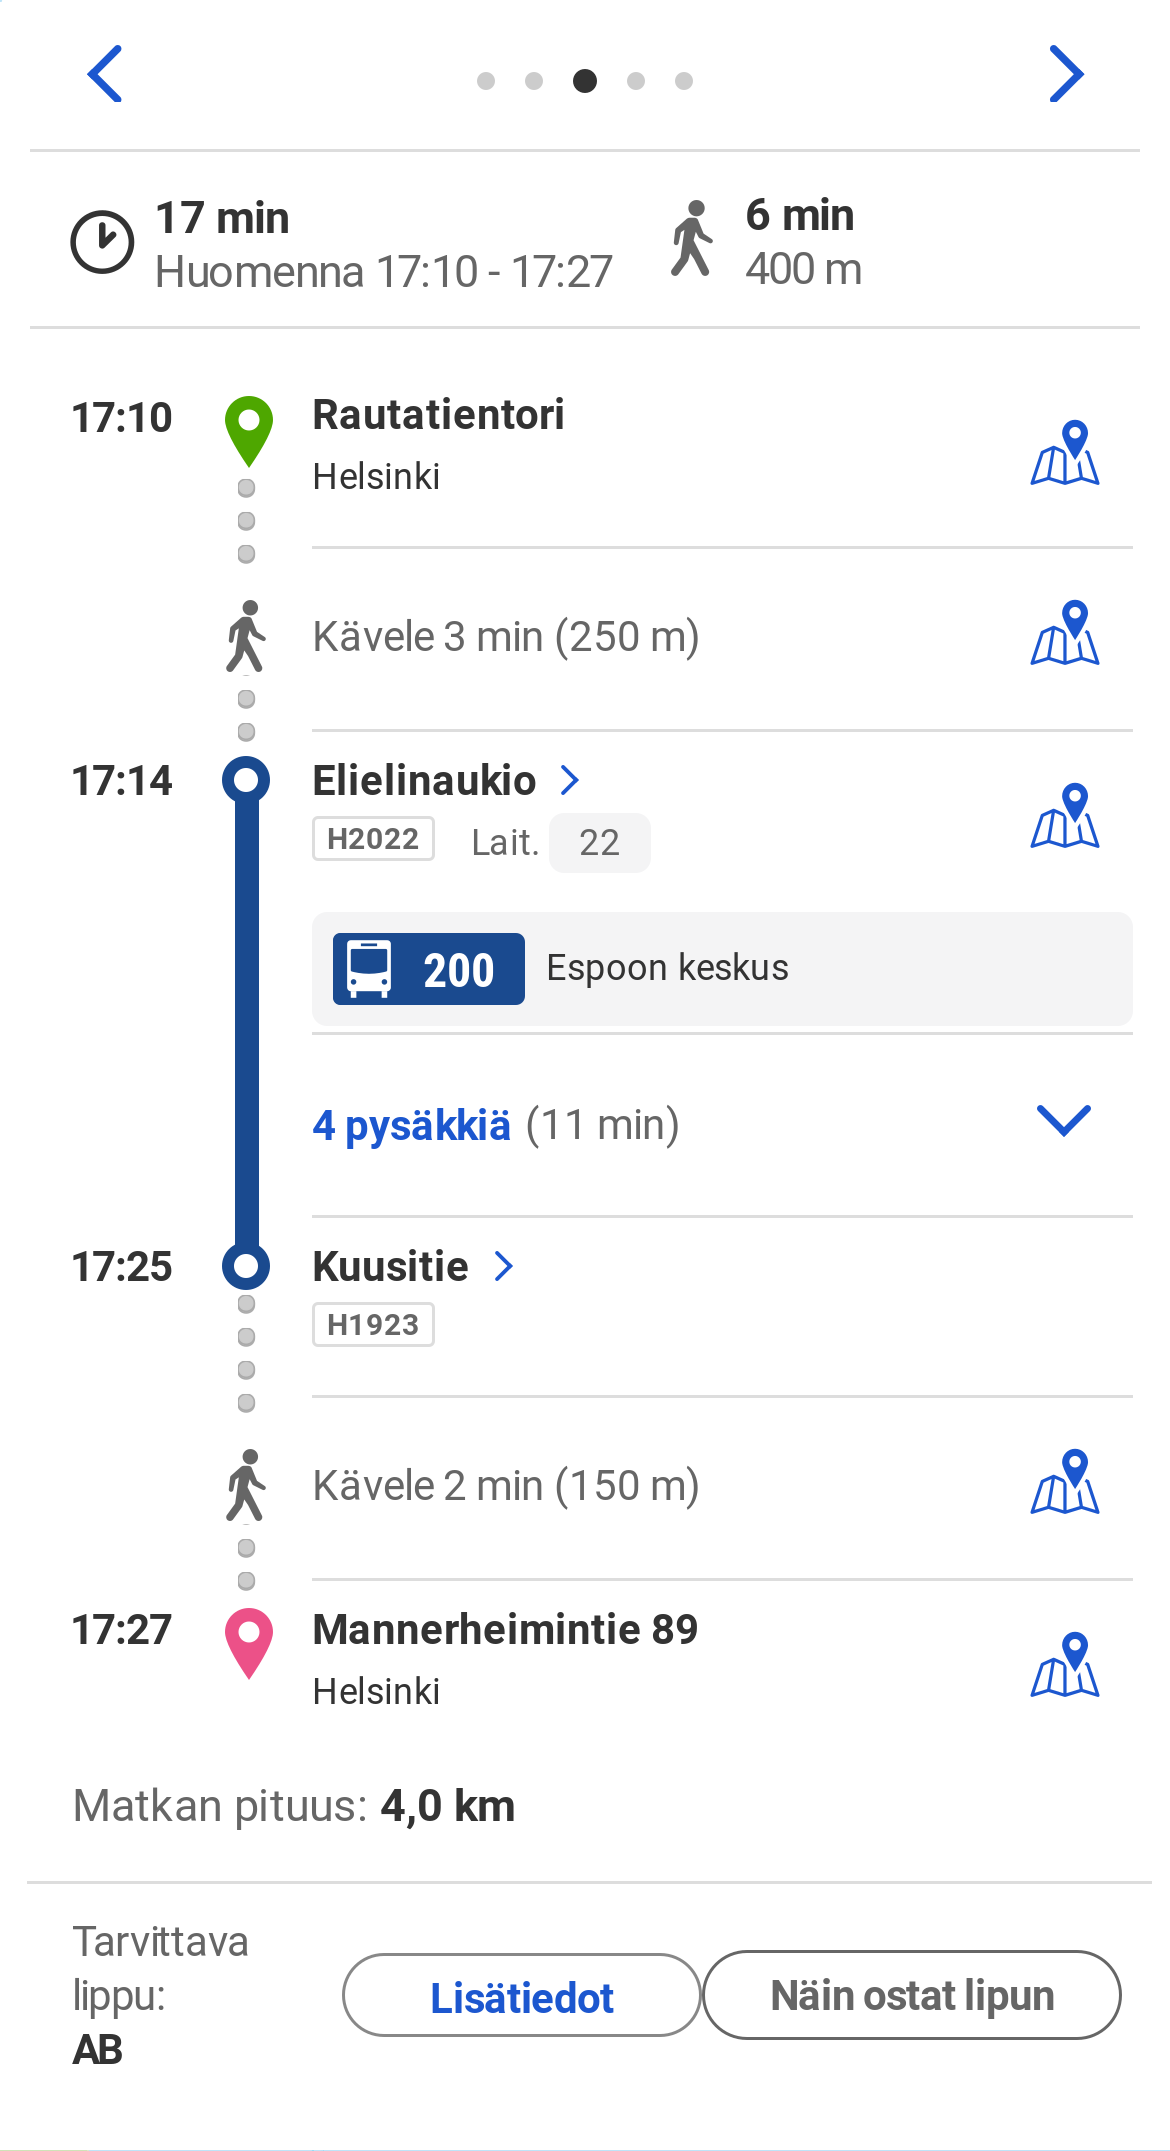 17 min
Huomenna 17:10 - 17:27
6 min
400 m
17:10
Rautatientori
Helsinki
Kävele 3 min (250 m)
17:14
Elielinaukio
H2022 Lait. 22
200 Espoon keskus
4 pysäkkiä (11 min)
17:25
Kuusitie
H1923
Kävele 2 min (150 m)
17:27
Mannerheimintie 89
Helsinki
Matkan pituus: 4,0 km
Tarvittava
lippu:
AB
Lisätiedot
Näin ostat lipun